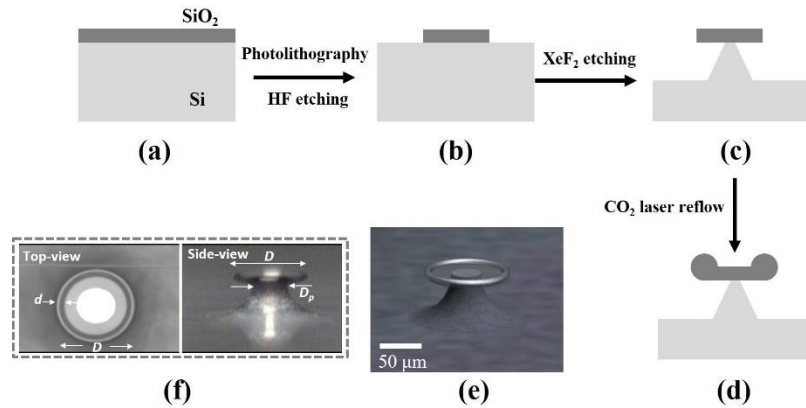 SiO₂
Si
(a)
Photolithography
HF etching
(b)
XeF₂ etching
(c)
CO₂ laser reflow
(d)
50 μm
(e)
Top-view
d
D
Side-view
D
Dₚ
(f)